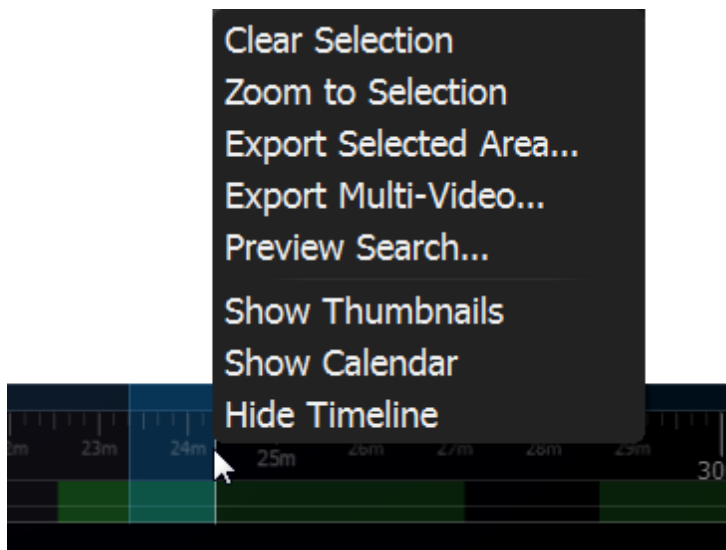 Clear Selection
Zoom to Selection
Export Selected Area...
Export Multi-Video...
Preview Search...
Show Thumbnails
Show Calendar
Hide Timeline
23m 24m 25m 26m 27m 28m 29m
30